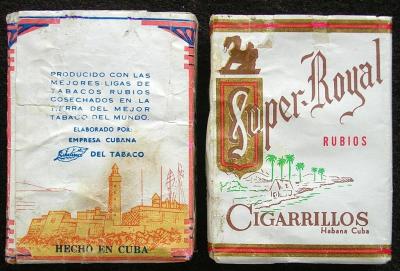 PRODUCIDO CON LAS
MEJORES LIGAS DE
TABACOS RUBIOS
COSECHADOS EN LA
TIERRA DEL MEJOR
TABACO DEL MUNDO.
ELABORADO POR:
EMPRESA CUBANA
DEL TABACO
HECHO EN CUBA
Super-Royal
RUBIOS
CIGARRILLOS
Habana Cuba